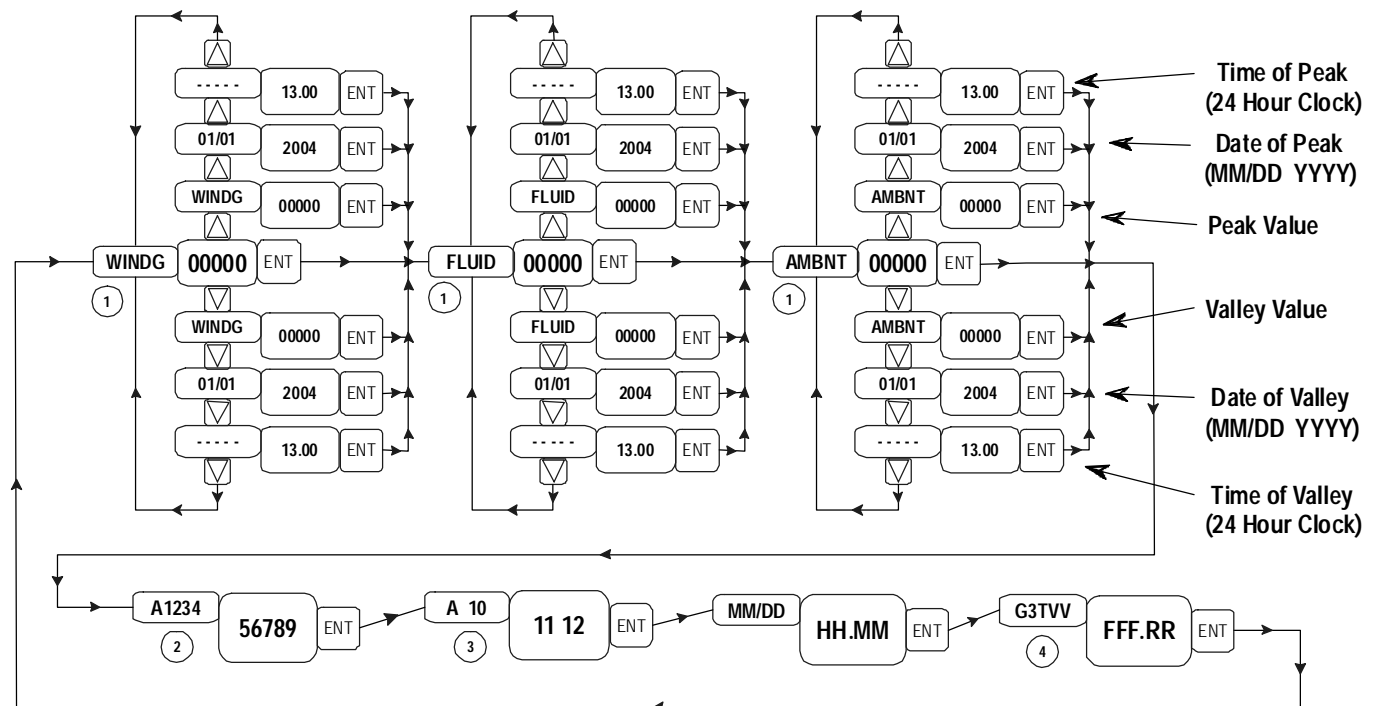 ----- 13.00 ENT ----- 13.00 ENT ----- 13.00 ENT Time of Peak
(24 Hour Clock)
01/01 2004 ENT 01/01 2004 ENT 01/01 2004 ENT Date of Peak
(MM/DD YYYY)
WINDG 00000 ENT FLUID 00000 ENT AMBNT 00000 ENT Peak Value
WINDG 00000 ENT FLUID 00000 ENT AMBNT 00000 ENT
1 1 1
WINDG 00000 ENT FLUID 00000 ENT AMBNT 00000 ENT Valley Value
01/01 2004 ENT 01/01 2004 ENT 01/01 2004 ENT Date of Valley
(MM/DD YYYY)
----- 13.00 ENT ----- 13.00 ENT ----- 13.00 ENT Time of Valley
(24 Hour Clock)
A1234 56789 ENT A 10 11 12 ENT MM/DD HH.MM ENT G3TVV FFF.RR ENT
2 3 4